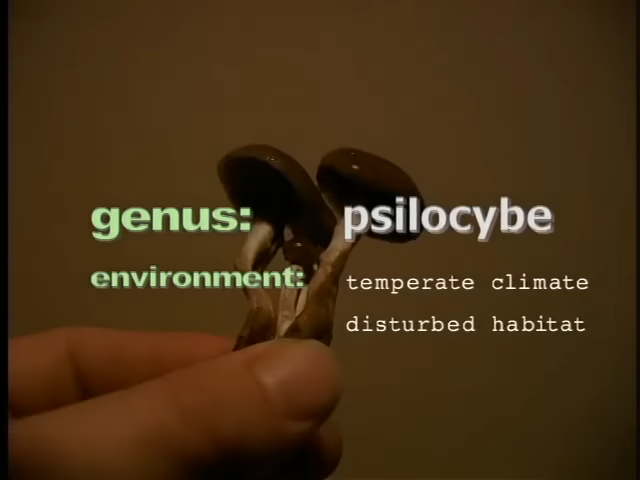 genus: psilocybe
environment: temperate climate
disturbed habitat